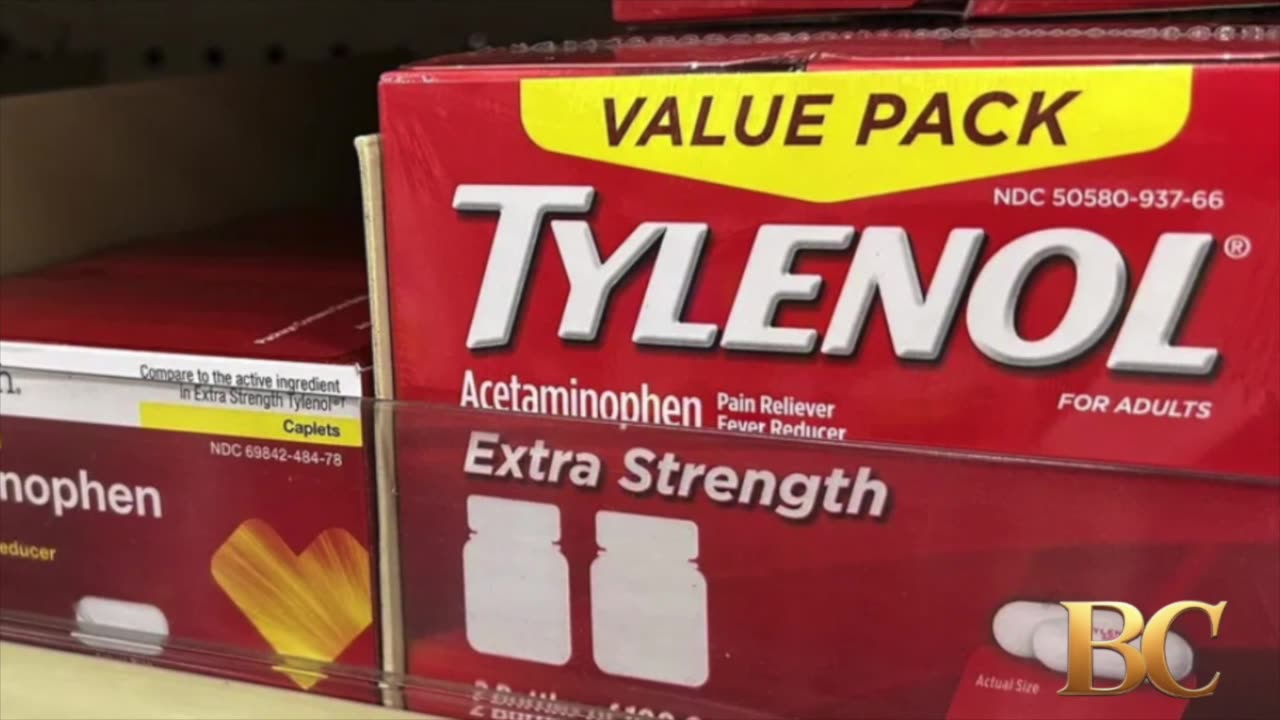 VALUE PACK
NDC 50580-937-66
TYLENOL®
FOR ADULTS
Acetaminophen
Pain Reliever
Fever Reducer
Extra Strength
Actual Size
Compare to the active ingredient
in Extra Strength Tylenol®†
Caplets
NDC 69842-484-78
nophen
educer
BC